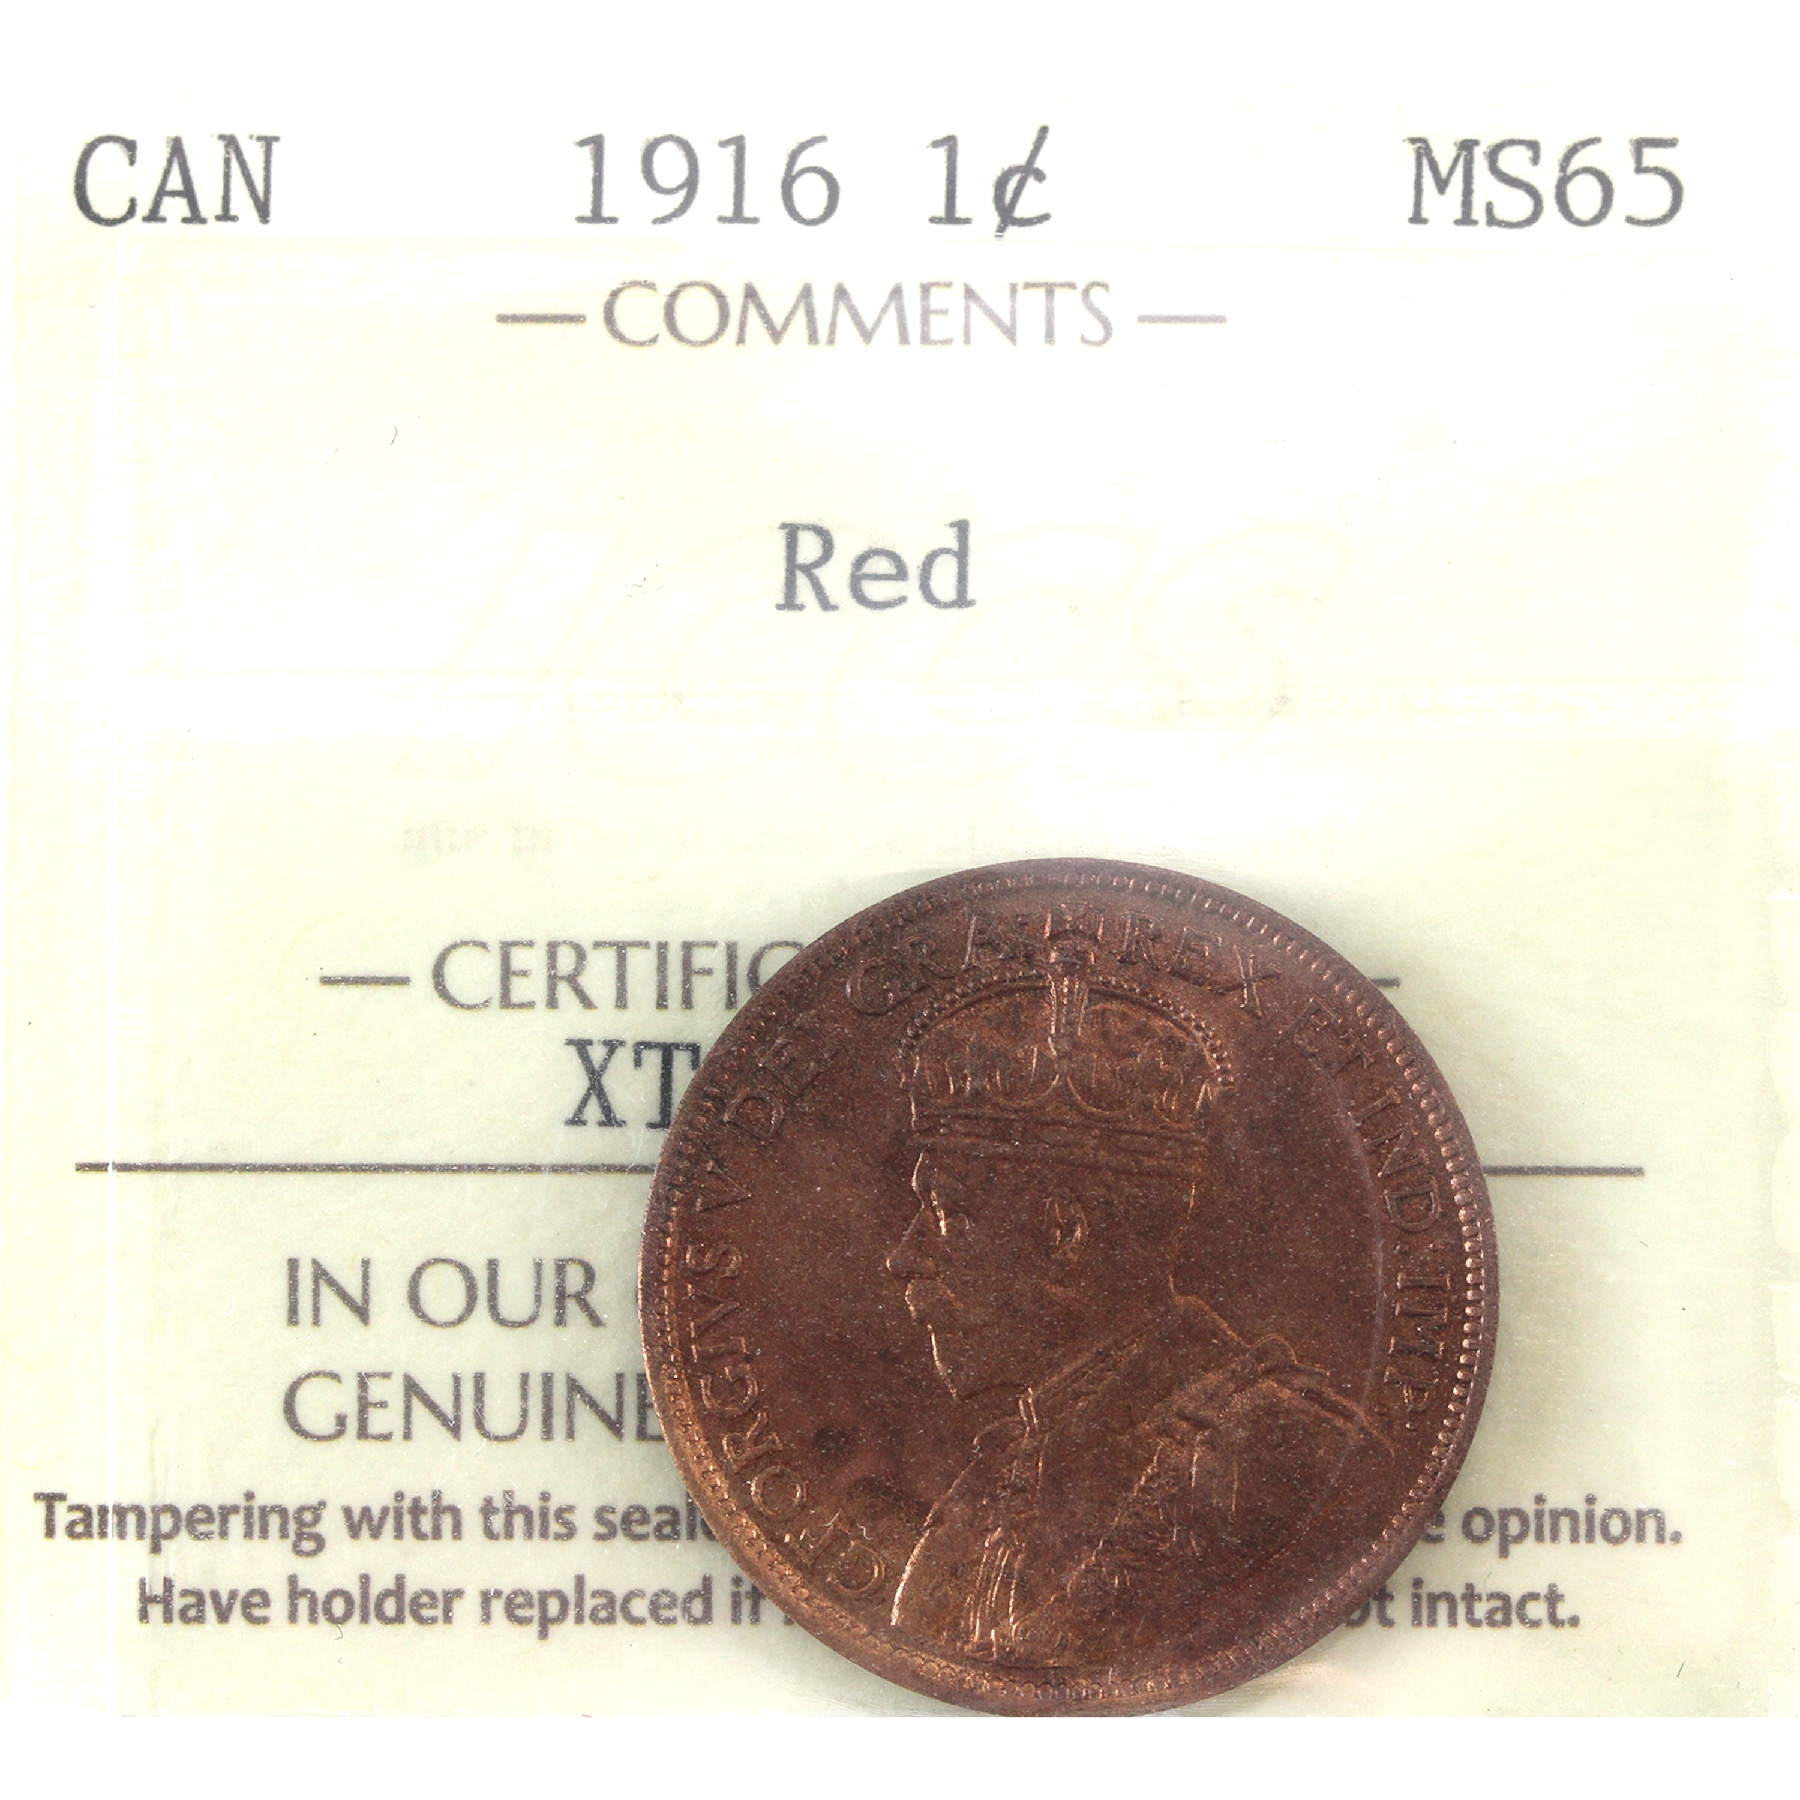 CAN 1916 1¢ MS65
— COMMENTS —
Red
ICCS
— CERTIFIC —
XT
IN OUR
GENUINE
Tampering with this seal e opinion.
Have holder replaced if ot intact.
GEORGIVS V DEI GRA: REX ET IND: IMP: